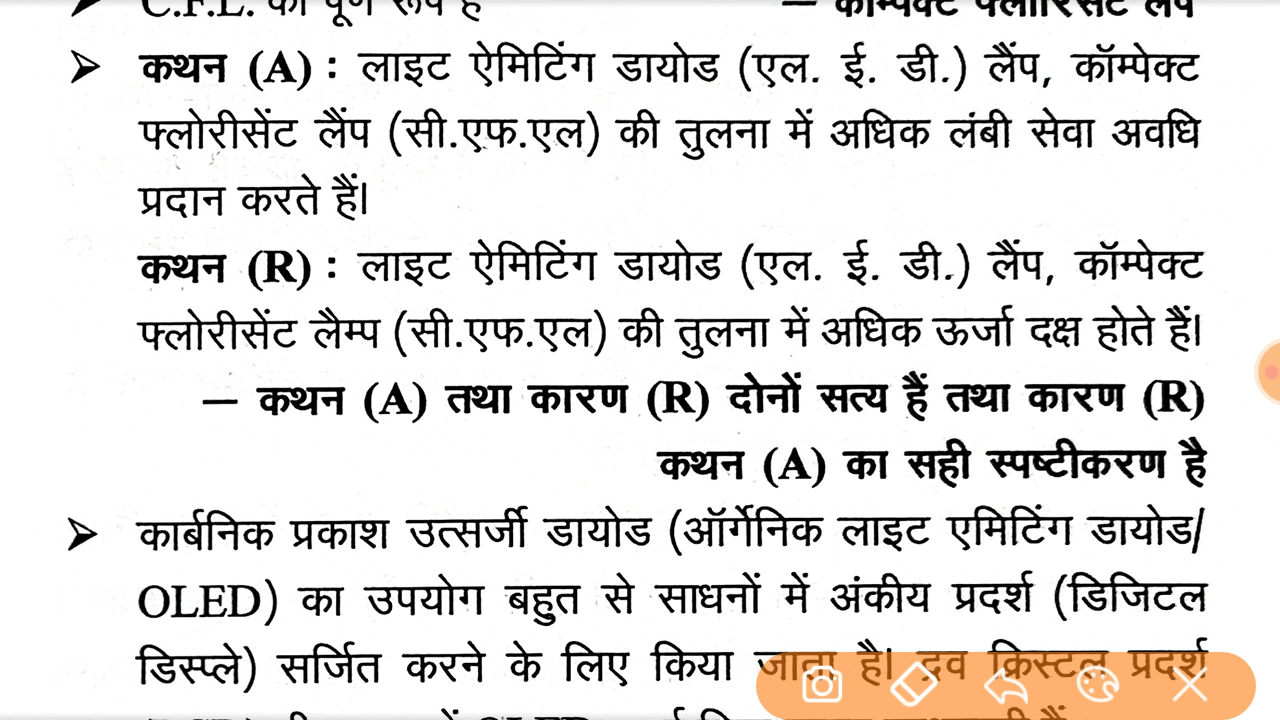 C.F.L. का पूर्ण रूप है — कॉम्पेक्ट फ्लोरिसेंट लैंप
➤ कथन (A) : लाइट ऐमिटिंग डायोड (एल. ई. डी.) लैंप, कॉम्पेक्ट
फ्लोरीसेंट लैंप (सी.एफ.एल) की तुलना में अधिक लंबी सेवा अवधि
प्रदान करते हैं।
कथन (R) : लाइट ऐमिटिंग डायोड (एल. ई. डी.) लैंप, कॉम्पेक्ट
फ्लोरीसेंट लैम्प (सी.एफ.एल) की तुलना में अधिक ऊर्जा दक्ष होते हैं।
— कथन (A) तथा कारण (R) दोनों सत्य हैं तथा कारण (R)
कथन (A) का सही स्पष्टीकरण है
➤ कार्बनिक प्रकाश उत्सर्जी डायोड (ऑर्गेनिक लाइट एमिटिंग डायोड/
OLED) का उपयोग बहुत से साधनों में अंकीय प्रदर्श (डिजिटल
डिस्प्ले) सर्जित करने के लिए किया जाता है। द्रव क्रिस्टल प्रदर्श